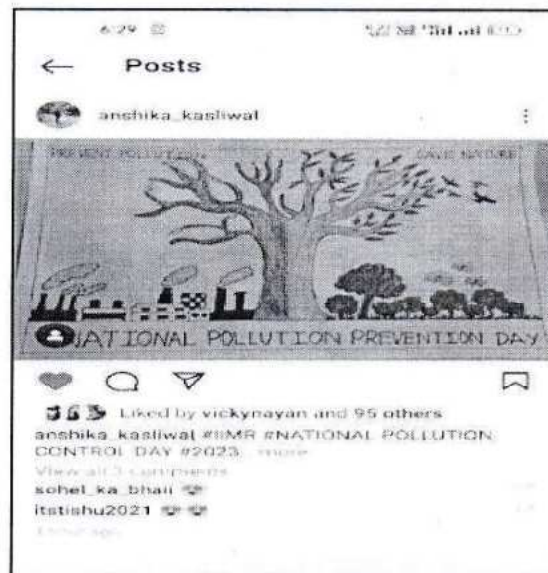 6:29
Posts
anshika_kasliwal
PREVENT POLLUTION
SAVE NATURE
NATIONAL POLLUTION PREVENTION DAY
Liked by vickynayan and 95 others
anshika_kasliwal #IIMR #NATIONAL POLLUTION
CONTROL DAY #2023... more
View all 3 comments
sohel_ka_bhaii
itstishu2021